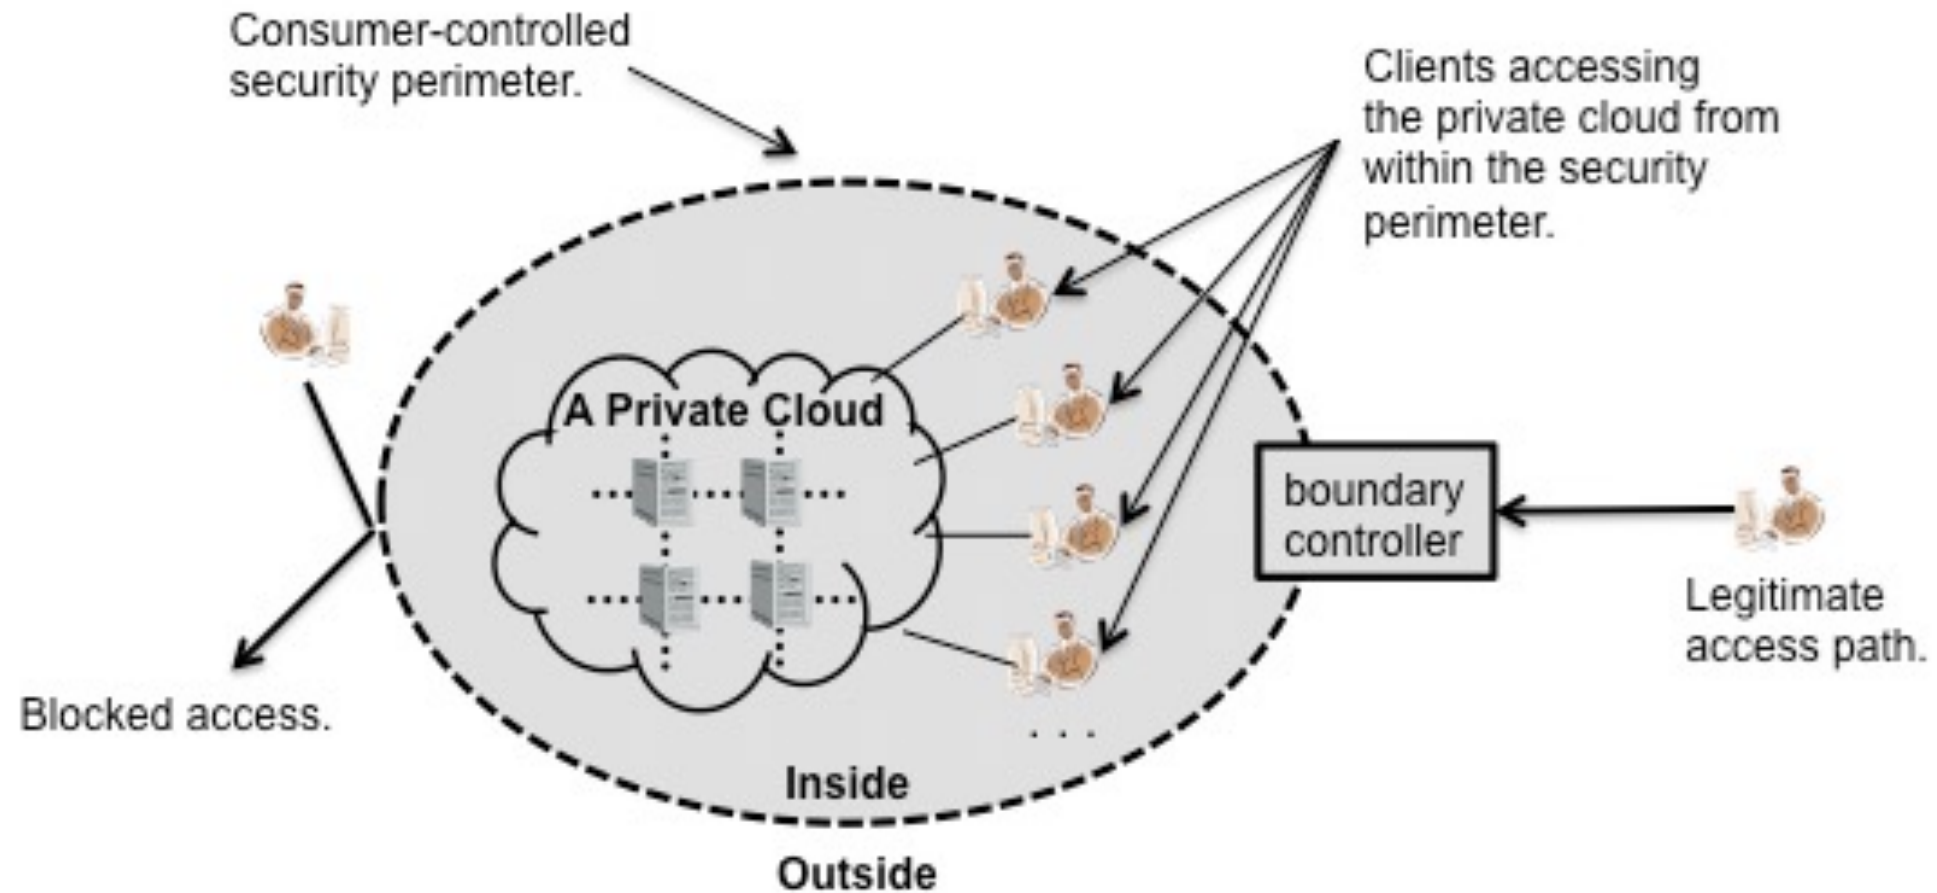 Consumer-controlled
security perimeter.
Clients accessing
the private cloud from
within the security
perimeter.
A Private Cloud
boundary
controller
Legitimate
access path.
Blocked access.
. . .
Inside
Outside